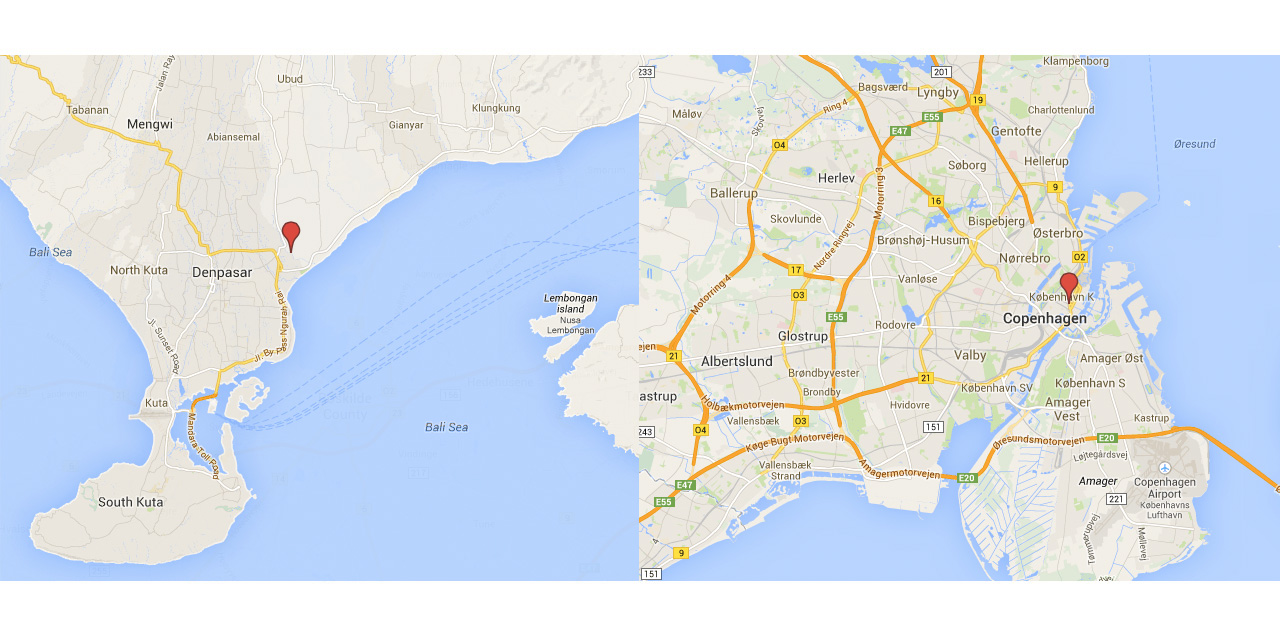 Ubud
Jalan Ray
Tabanan
Klungkung
Mengwi
Gianyar
Abiansemal
Bali Sea
North Kuta
Denpasar
Jl. By Pass Ngurah Rai
Lembongan
island
Nusa
Lembongan
Jl. Sunset Road
Kuta
Mandara Toll Road
Bali Sea
South Kuta
Klampenborg
233
201
Bagsværd
Lyngby
19
Ring 4
Charlottenlund
Måløv
Skovvej
E55
E47
Gentofte
Øresund
O4
Hellerup
Søborg
Herlev
Motorring 3
9
Ballerup
16
Skovlunde
Bispebjerg
Nordre Ringvej
Østerbro
Brønshøj-Husum
Nørrebro
O2
17
Vanløse
Motorring 4
O3
København K
E55
Copenhagen
Rodovre
Glostrup
ejen
21
Albertslund
Valby
Amager Øst
Brøndbyvester
21
København S
Brondby
København SV
astrup
Holbækmotorvejen
Hvidovre
Amager
Vest
Vallensbæk
O3
Kastrup
151
243
O4
Køge Bugt Motorvejen
Øresundsmotorvejen
E20
Løjtegårdsvej
Vallensbæk
Strand
Amagermotorvejen
E20
Amager
Copenhagen
Airport
Københavns
Lufthavn
E47
221
E55
Tømmerupvej
Møllevej
4
9
151